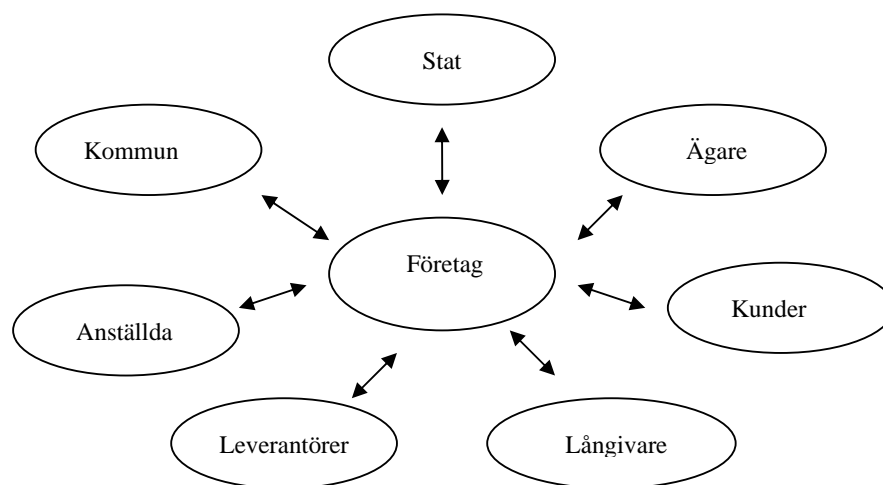 Stat
Kommun
Ägare
Företag
Kunder
Anställda
Leverantörer
Långivare